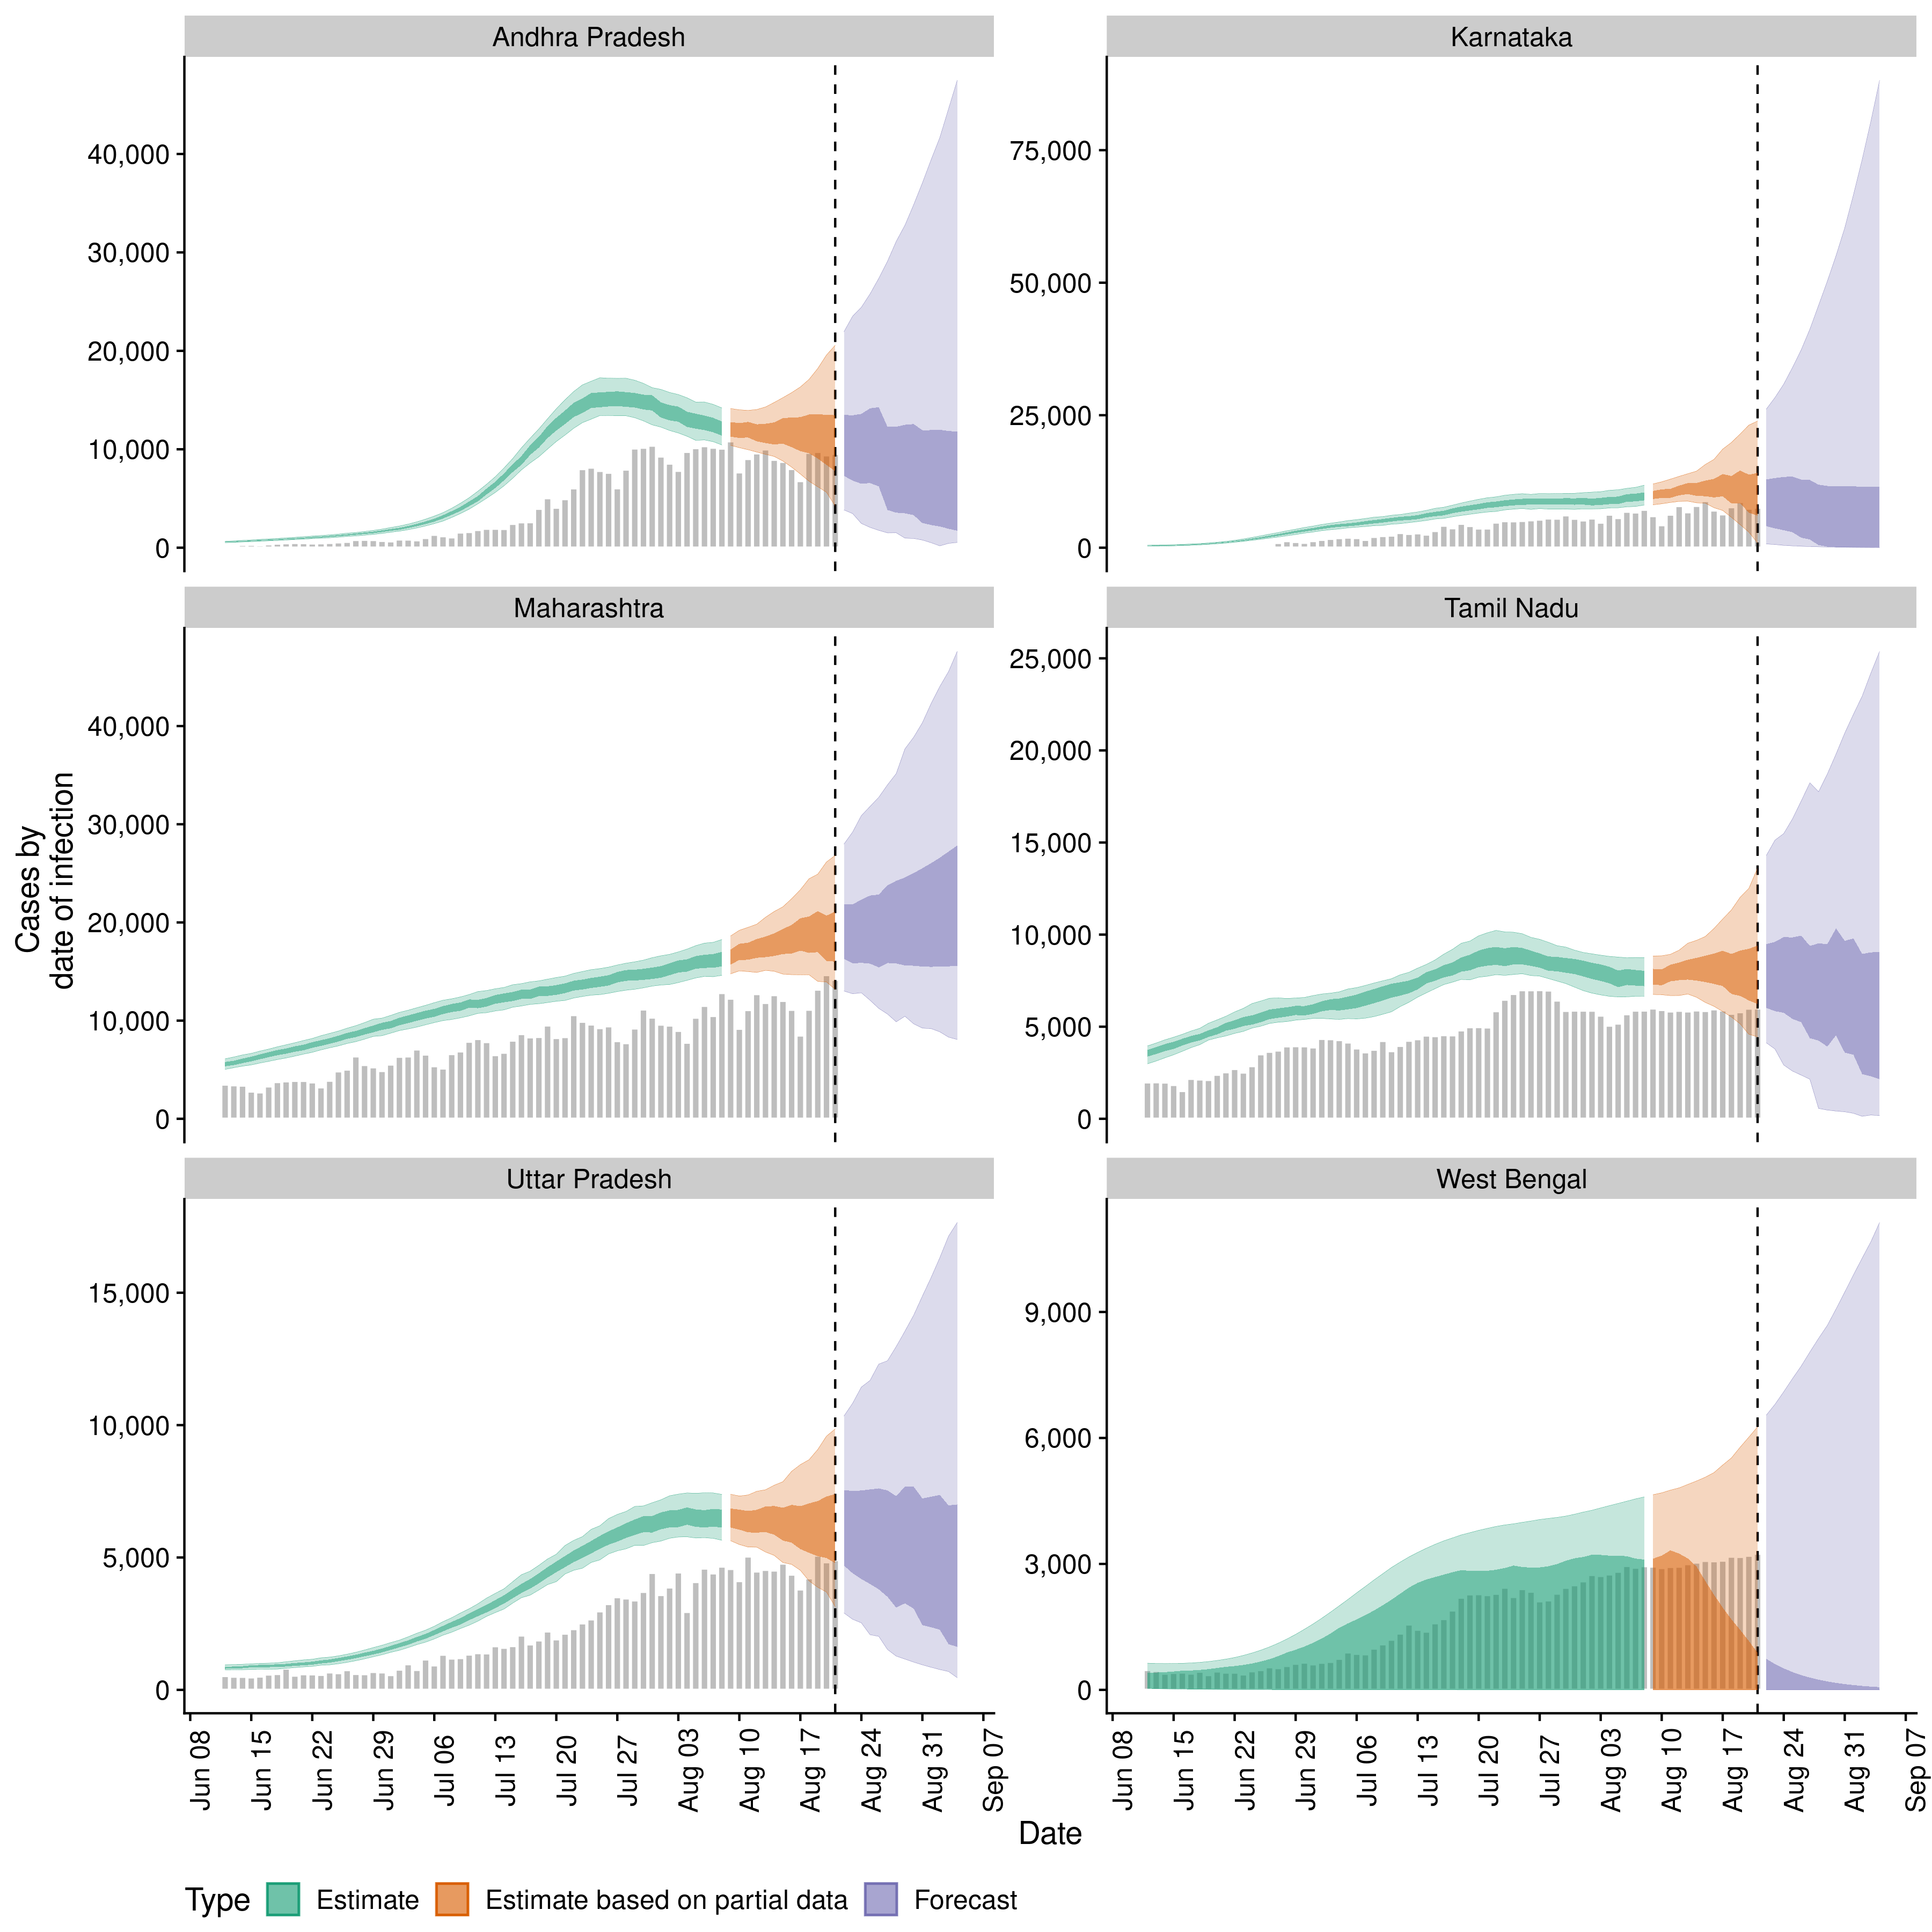 Andhra Pradesh
Karnataka
40,000
30,000
20,000
10,000
0
75,000
50,000
25,000
0
Maharashtra
Tamil Nadu
40,000
30,000
20,000
10,000
0
25,000
20,000
15,000
10,000
5,000
0
Uttar Pradesh
West Bengal
15,000
10,000
5,000
0
9,000
6,000
3,000
0
Cases by
date of infection
Jun 08
Jun 15
Jun 22
Jun 29
Jul 06
Jul 13
Jul 20
Jul 27
Aug 03
Aug 10
Aug 17
Aug 24
Aug 31
Sep 07
Jun 08
Jun 15
Jun 22
Jun 29
Jul 06
Jul 13
Jul 20
Jul 27
Aug 03
Aug 10
Aug 17
Aug 24
Aug 31
Sep 07
Date
Type
Estimate
Estimate based on partial data
Forecast